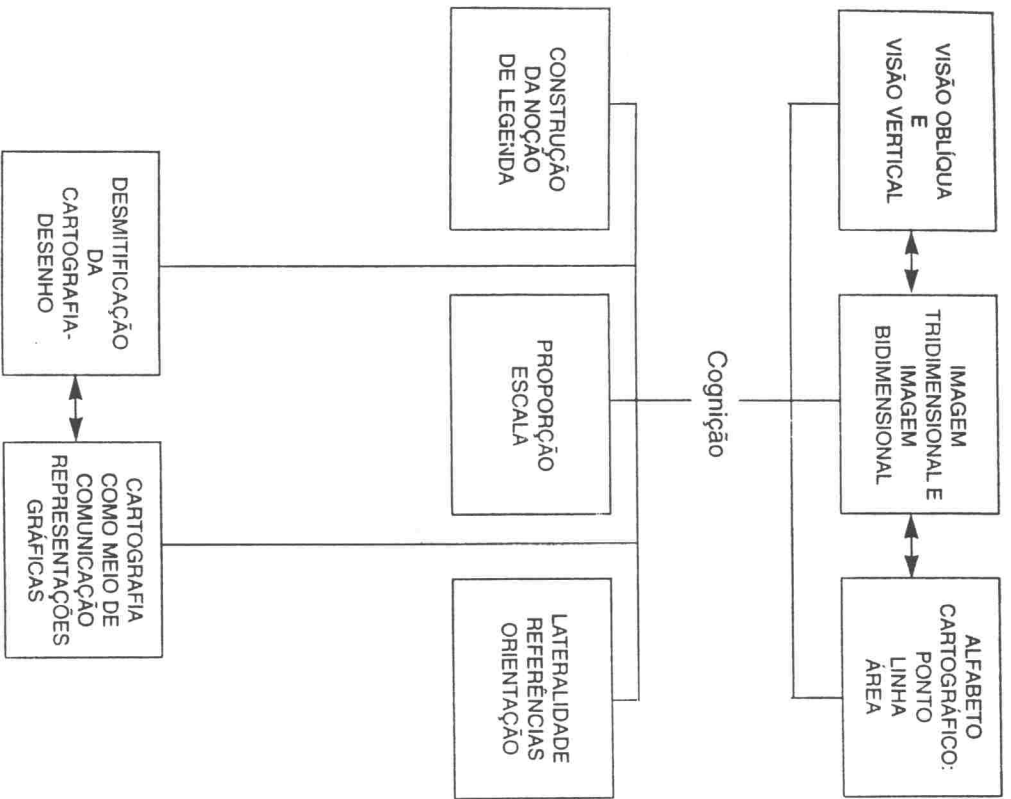 VISÃO OBLÍQUA
E
VISÃO VERTICAL
IMAGEM
TRIDIMENSIONAL E
IMAGEM
BIDIMENSIONAL
ALFABETO
CARTOGRÁFICO:
PONTO
LINHA
ÁREA
Cognição
CONSTRUÇÃO
DA NOÇÃO
DE LEGENDA
PROPORÇÃO
ESCALA
LATERALIDADE
REFERÊNCIAS
ORIENTAÇÃO
DESMITIFICAÇÃO
DA
CARTOGRAFIA-
DESENHO
CARTOGRAFIA
COMO MEIO DE
COMUNICAÇÃO
REPRESENTAÇÕES
GRÁFICAS